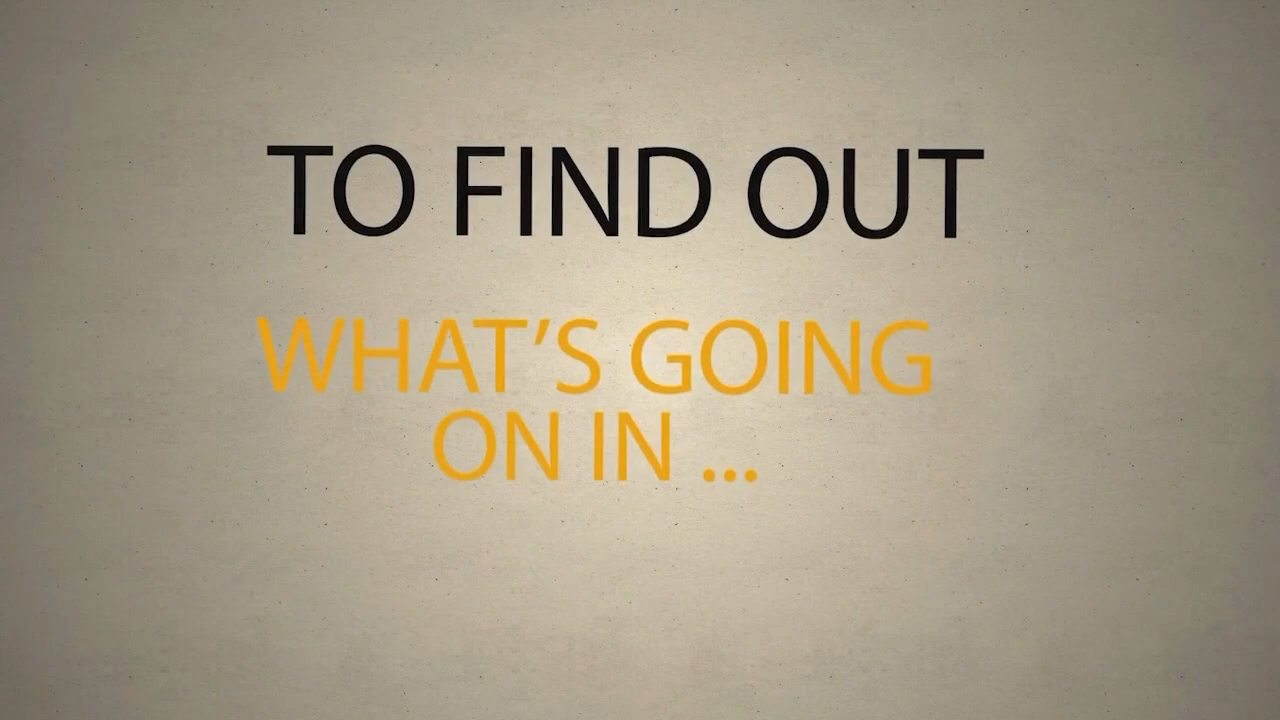 TO FIND OUT
WHAT’S GOING
ON IN ...